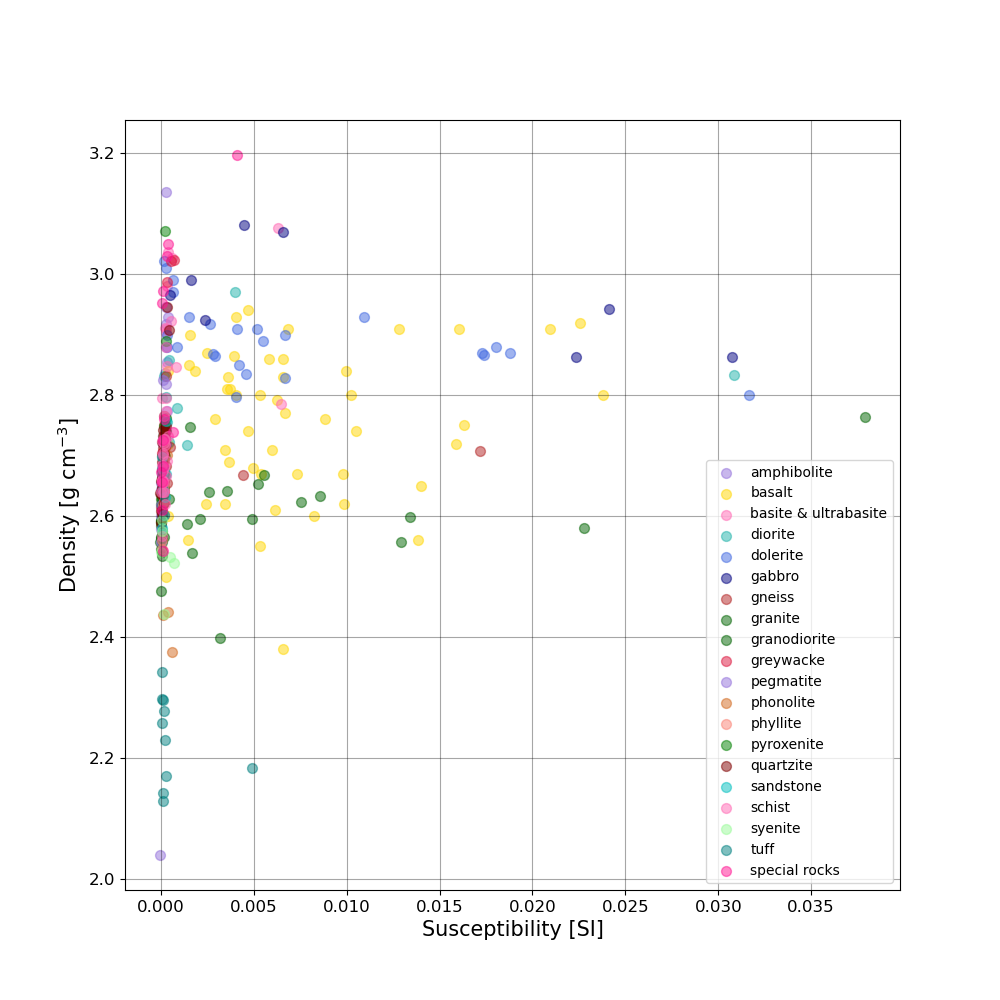 3.2
3.0
2.8
2.6
2.4
2.2
2.0
Density [g cm⁻³]
amphibolite
basalt
basite & ultrabasite
diorite
dolerite
gabbro
gneiss
granite
granodiorite
greywacke
pegmatite
phonolite
phyllite
pyroxenite
quartzite
sandstone
schist
syenite
tuff
special rocks
0.000 0.005 0.010 0.015 0.020 0.025 0.030 0.035
Susceptibility [SI]